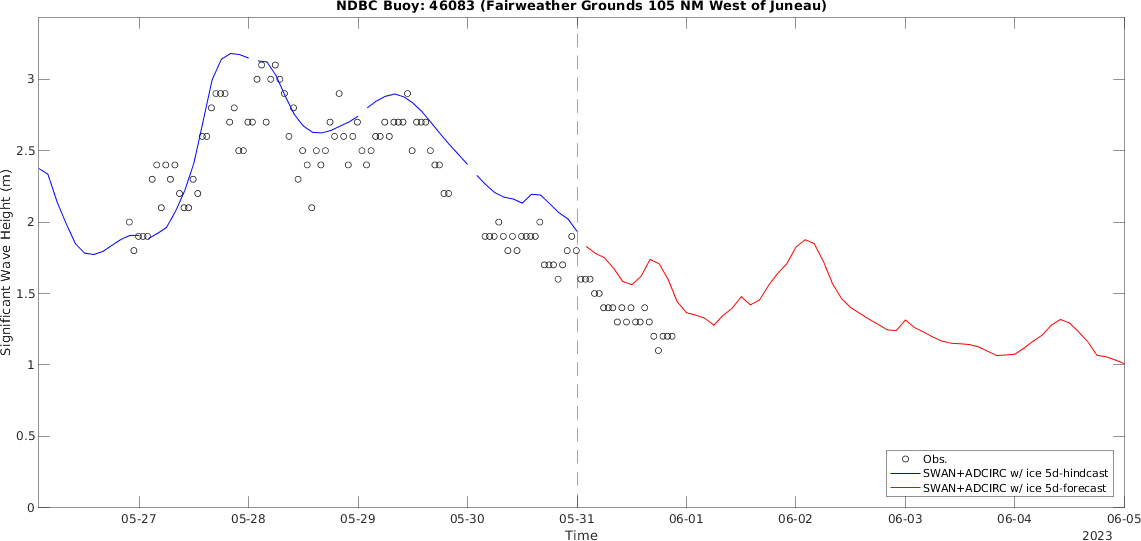 NDBC Buoy: 46083 (Fairweather Grounds 105 NM West of Juneau)
Significant Wave Height (m)
3
2.5
2
1.5
1
0.5
0
Obs.
SWAN+ADCIRC w/ ice 5d-hindcast
SWAN+ADCIRC w/ ice 5d-forecast
05-27 05-28 05-29 05-30 05-31 06-01 06-02 06-03 06-04 06-05
Time
2023